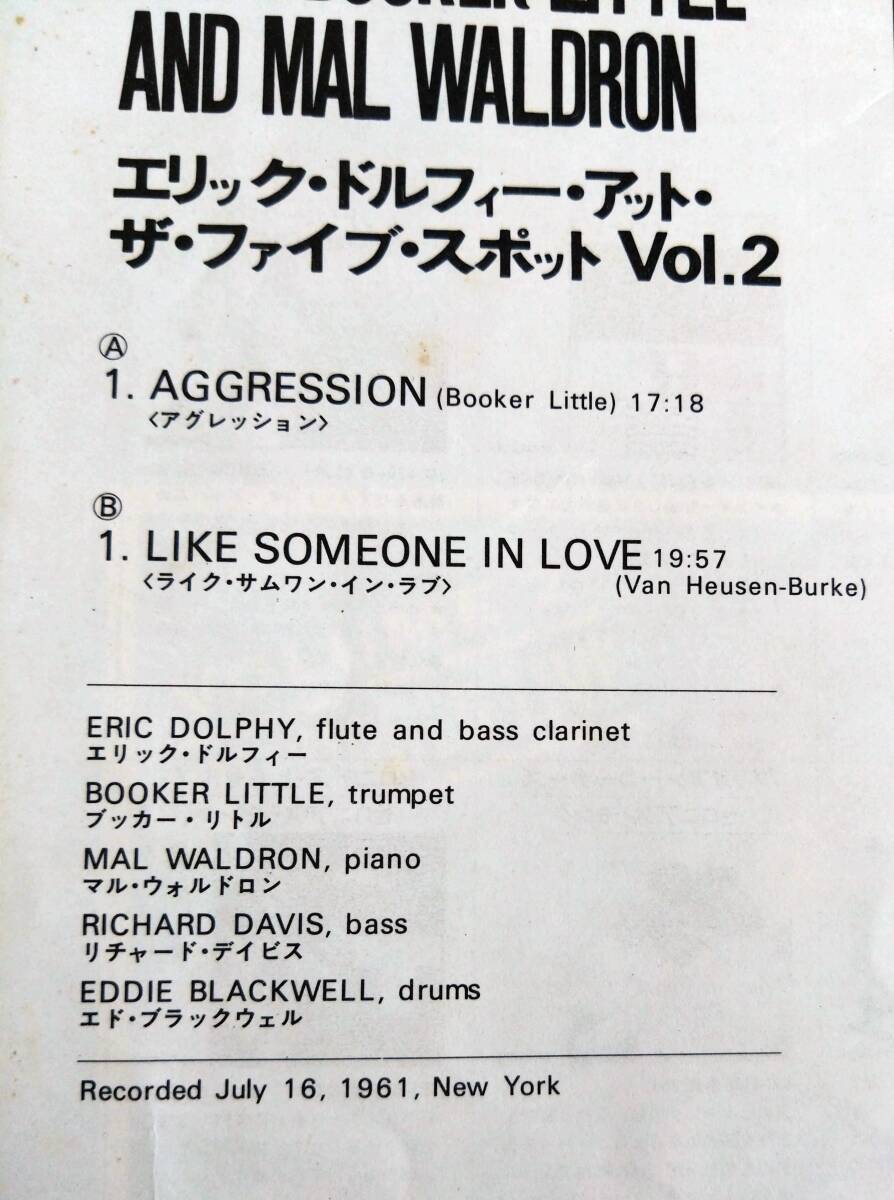 BOOKER LITTLE
AND MAL WALDRON
エリック・ドルフィー・アット・
ザ・ファイブ・スポット Vol.2
Ⓐ
1. AGGRESSION (Booker Little) 17:18
〈アグレッション〉
Ⓑ
1. LIKE SOMEONE IN LOVE 19:57
〈ライク・サムワン・イン・ラブ〉 (Van Heusen-Burke)
ERIC DOLPHY, flute and bass clarinet
エリック・ドルフィー
BOOKER LITTLE, trumpet
ブッカー・リトル
MAL WALDRON, piano
マル・ウォルドロン
RICHARD DAVIS, bass
リチャード・デイビス
EDDIE BLACKWELL, drums
エド・ブラックウェル
Recorded July 16, 1961, New York